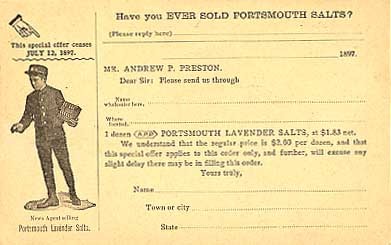 Have you EVER SOLD PORTSMOUTH SALTS?
(Please reply here)
This special offer ceases
JULY 12, 1897.
1897.
MR. ANDREW P. PRESTON.
Dear Sir: Please send us through
Name
wholesaler here,
Where
located,
1 dozen AND PORTSMOUTH LAVENDER SALTS, at $1.83 net.
We understand that the regular price is $2.60 per dozen, and that
this special offer applies to this order only, and further, will excuse any
slight delay there may be in filling this order.
Yours truly,
Name
Town or city
State
News Agent selling
Portsmouth Lavender Salts.